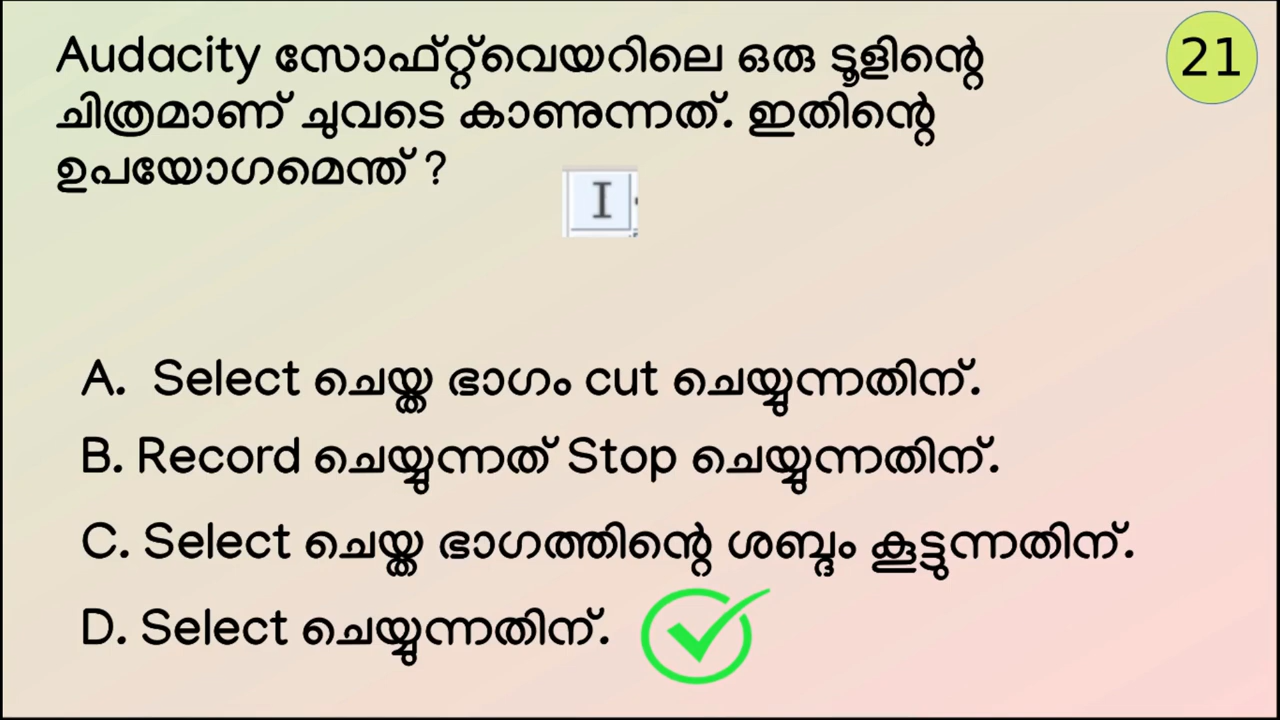 Audacity സോഫ്റ്റ്‌വെയറിലെ ഒരു ടൂളിന്റെ
21
ചിത്രമാണ് ചുവടെ കാണുന്നത്. ഇതിന്റെ
ഉപയോഗമെന്ത് ?
A. Select ചെയ്ത ഭാഗം cut ചെയ്യുന്നതിന്.
B. Record ചെയ്യുന്നത് Stop ചെയ്യുന്നതിന്.
C. Select ചെയ്ത ഭാഗത്തിന്റെ ശബ്ദം കൂട്ടുന്നതിന്.
D. Select ചെയ്യുന്നതിന്.